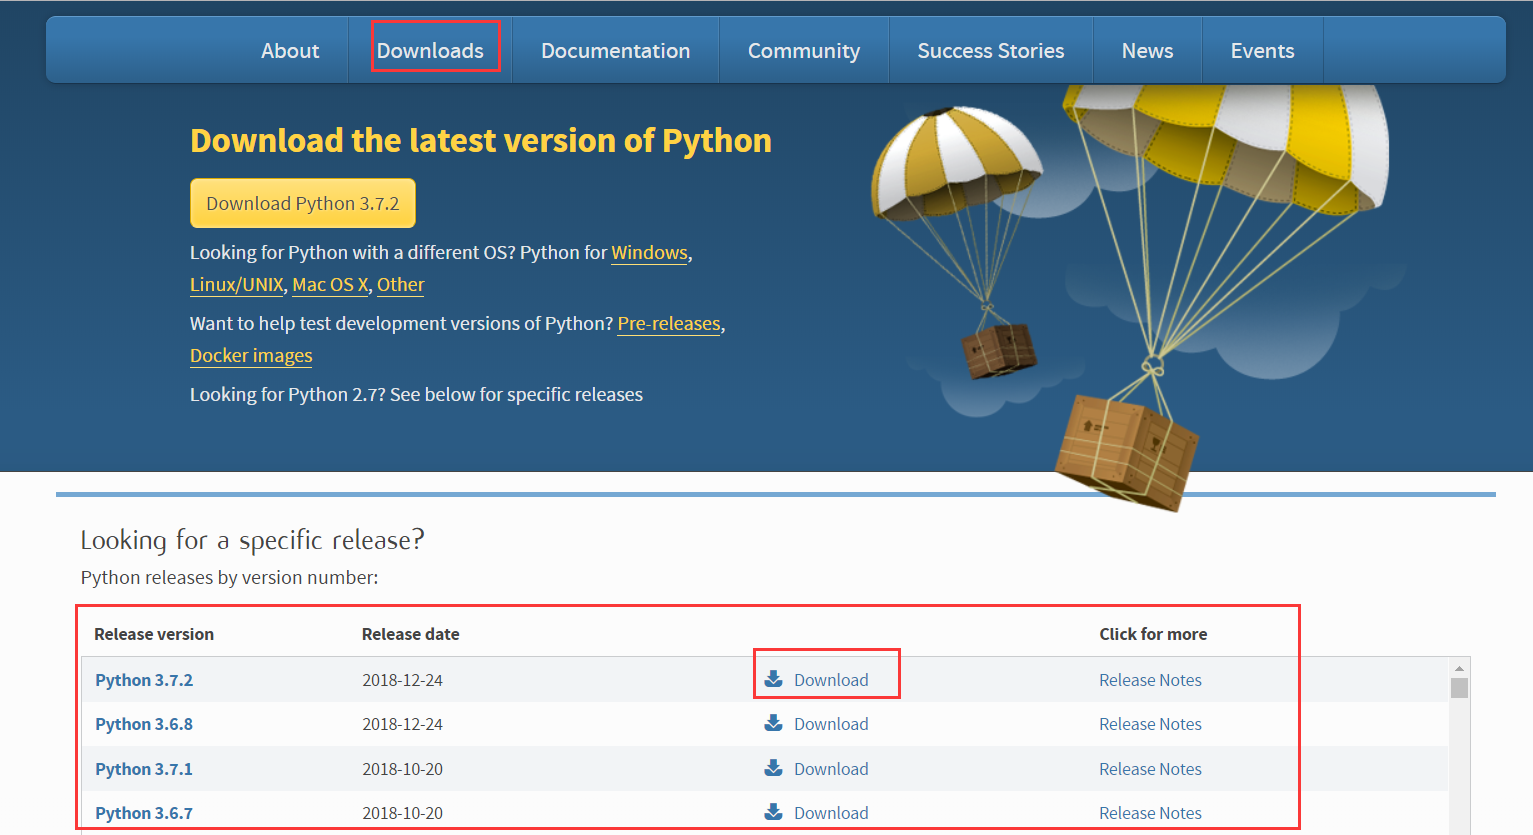 About Downloads Documentation Community Success Stories News Events
Download the latest version of Python
Download Python 3.7.2
Looking for Python with a different OS? Python for Windows,
Linux/UNIX, Mac OS X, Other
Want to help test development versions of Python? Pre-releases,
Docker images
Looking for Python 2.7? See below for specific releases
Looking for a specific release?
Python releases by version number:
Release version Release date Click for more
Python 3.7.2 2018-12-24 Download Release Notes
Python 3.6.8 2018-12-24 Download Release Notes
Python 3.7.1 2018-10-20 Download Release Notes
Python 3.6.7 2018-10-20 Download Release Notes